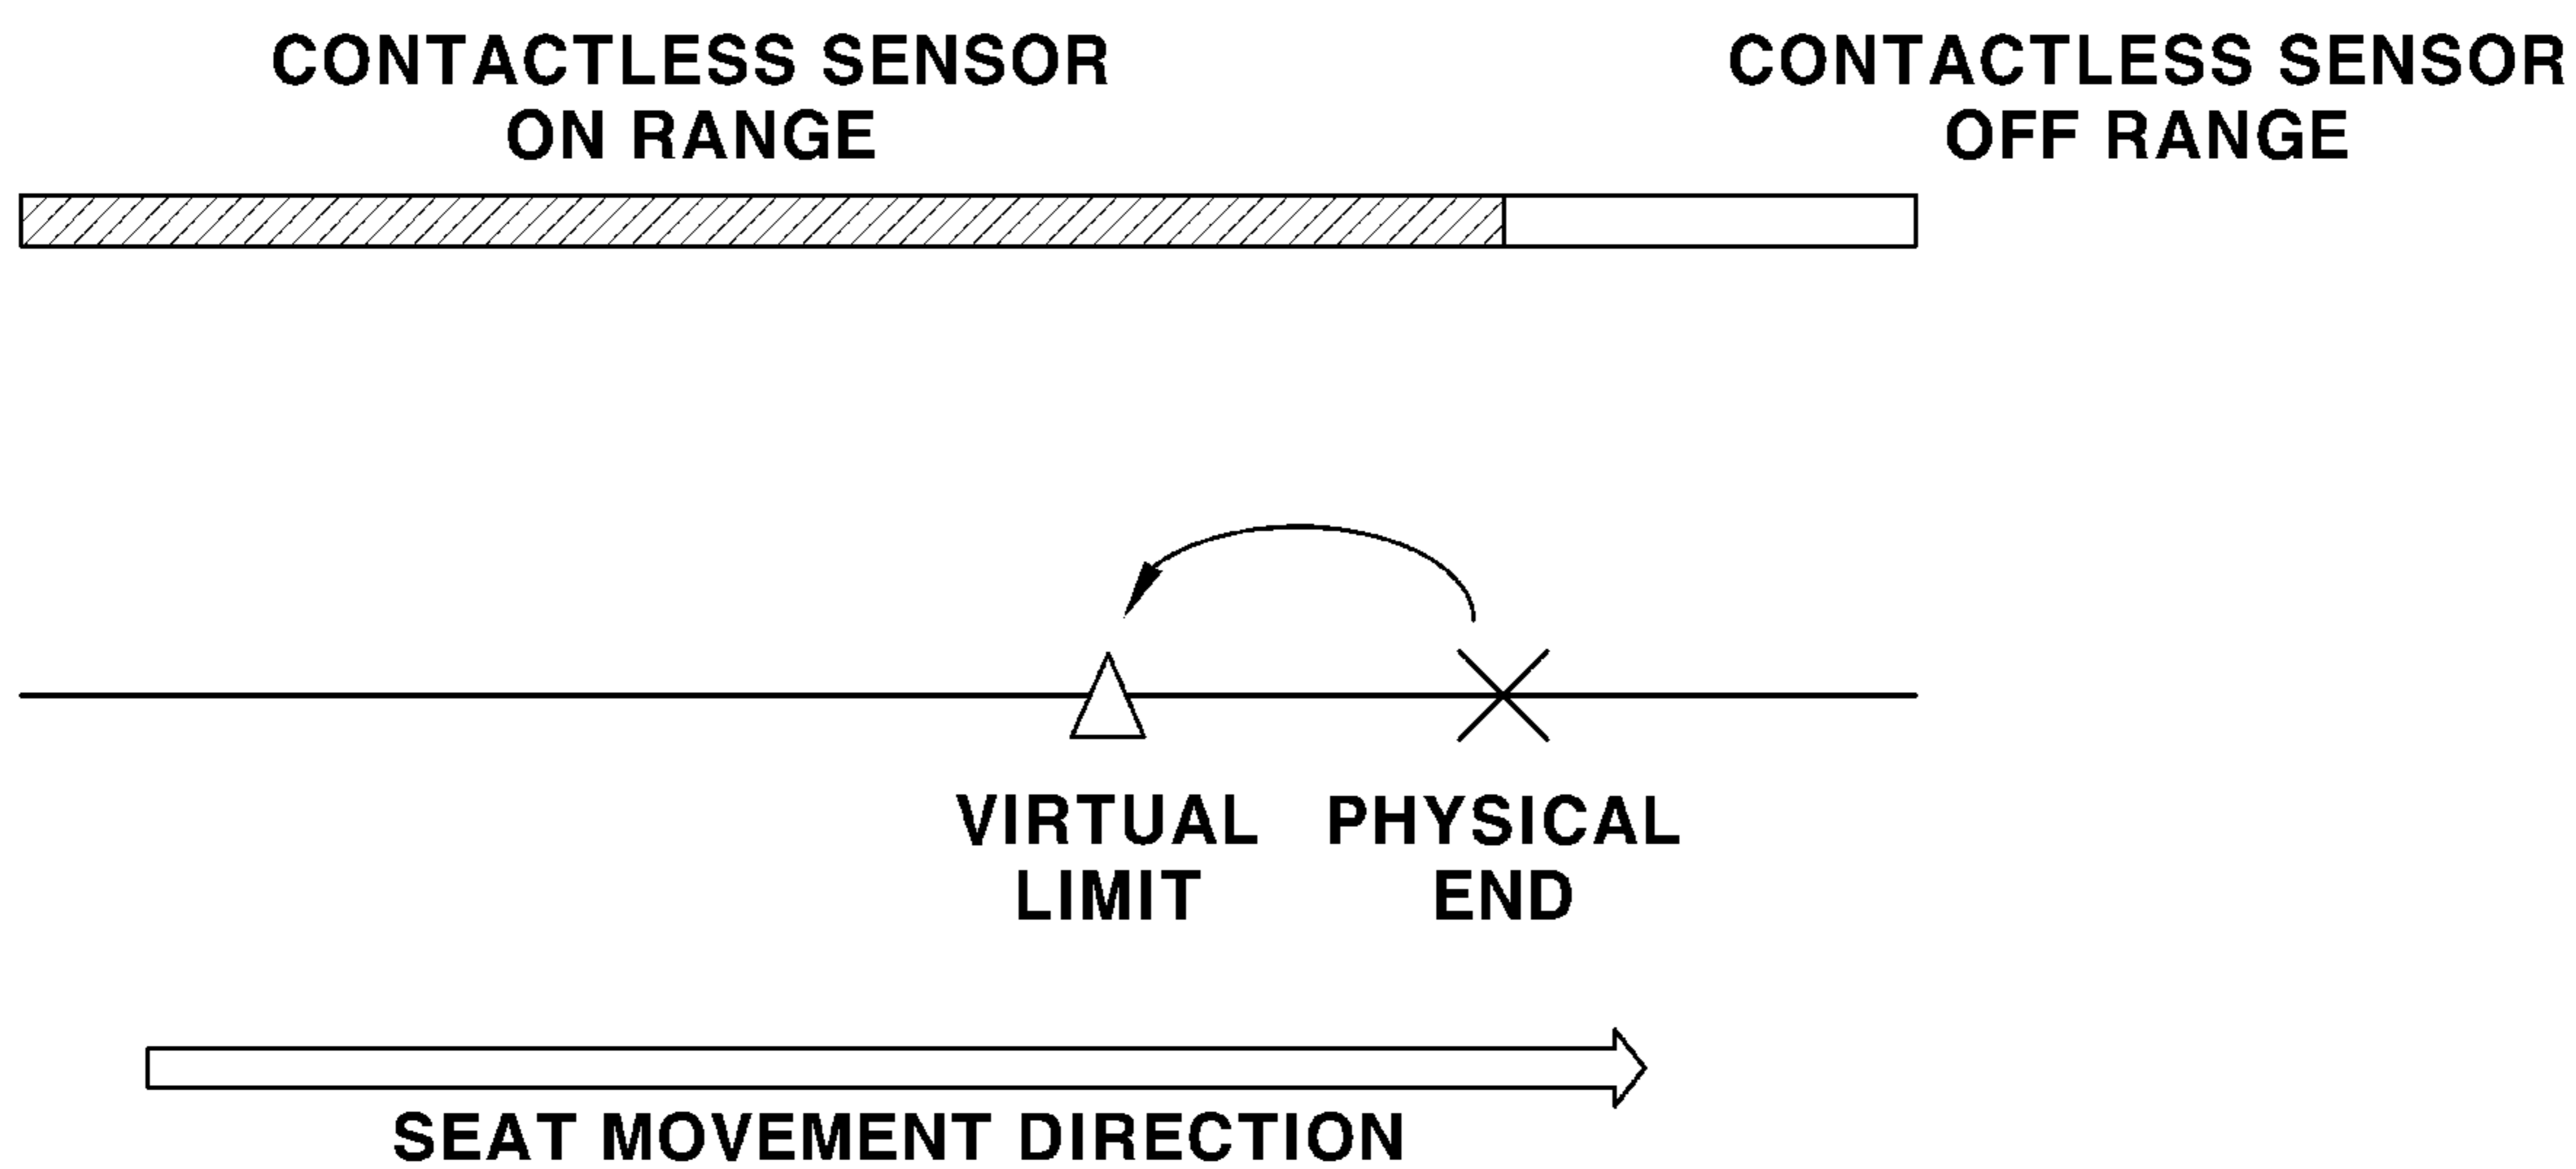 CONTACTLESS SENSOR
ON RANGE
CONTACTLESS SENSOR
OFF RANGE
VIRTUAL
LIMIT
PHYSICAL
END
SEAT MOVEMENT DIRECTION